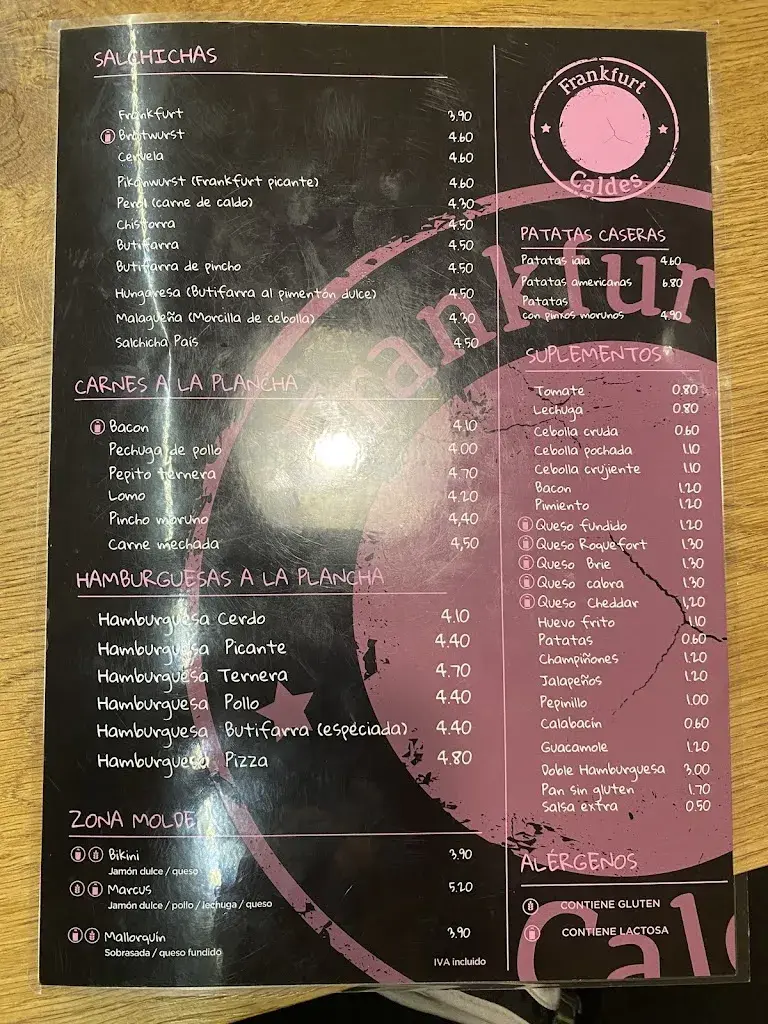 SALCHICHAS
Frankfurt 3,90
Bratwurst 4.60
Cervela 4.60
Pikanwurst (Frankfurt picante) 4.60
Perol (carne de caldo) 4.30
Chistorra 4.50
Butifarra 4.50
Butifarra de pincho 4.50
Hungaresa (Butifarra al pimentón dulce) 4.50
Malagueña (Morcilla de cebolla) 4.30
Salchicha País 4.50
CARNES A LA PLANCHA
Bacon 4,10
Pechuga de pollo 4.00
Pepito ternera 4.70
Lomo 4.20
Pincho moruno 4,40
Carne mechada 4,50
HAMBURGUESAS A LA PLANCHA
Hamburguesa Cerdo 4.10
Hamburguesa Picante 4.40
Hamburguesa Ternera 4.70
Hamburguesa Pollo 4.40
Hamburguesa Butifarra (especiada) 4.40
Hamburguesa Pizza 4.80
ZONA MOLDE
Bikini 3.90
Jamón dulce / queso
Marcus 5.20
Jamón dulce / pollo / lechuga / queso
Mallorquín 3.90
Sobrasada / queso fundido
IVA incluido
Frankfurt
Caldes
PATATAS CASERAS
Patatas iaia 4.60
Patatas americanas 6.80
Patatas
con pinxos morunos 4.90
SUPLEMENTOS
Tomate 0.80
Lechuga 0.80
Cebolla cruda 0.60
Cebolla pochada 1.10
Cebolla crujiente 1.10
Bacon 1.20
Pimiento 1.20
Queso fundido 1.20
Queso Roquefort 1.30
Queso Brie 1.30
Queso cabra 1.30
Queso Cheddar 1,20
Huevo frito 1.10
Patatas 0.60
Champiñones 1.20
Jalapeños 1.20
Pepinillo 1.00
Calabacín 0.60
Guacamole 1.20
Doble Hamburguesa 3.00
Pan sin gluten 1.70
Salsa extra 0.50
ALÉRGENOS
CONTIENE GLUTEN
CONTIENE LACTOSA
ankfur
Cald